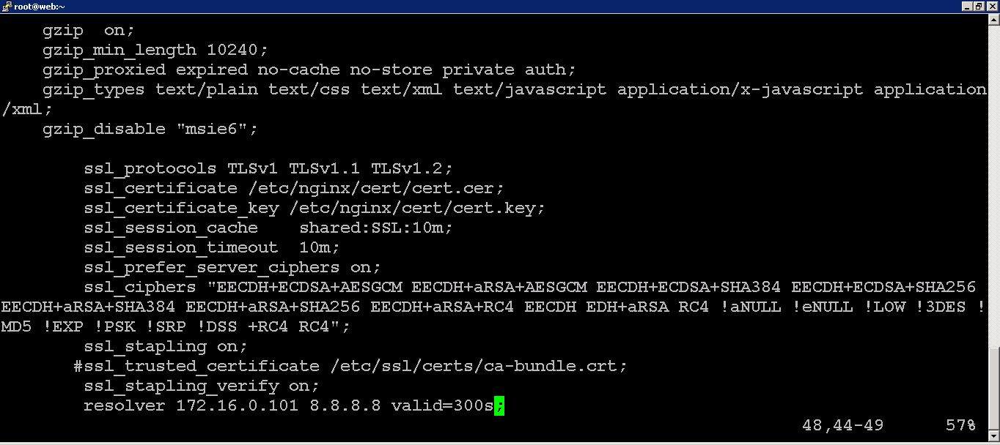 root@web:~
gzip  on;
gzip_min_length 10240;
gzip_proxied expired no-cache no-store private auth;
gzip_types text/plain text/css text/xml text/javascript application/x-javascript application
/xml;
gzip_disable "msie6";
ssl_protocols TLSv1 TLSv1.1 TLSv1.2;
ssl_certificate /etc/nginx/cert/cert.cer;
ssl_certificate_key /etc/nginx/cert/cert.key;
ssl_session_cache    shared:SSL:10m;
ssl_session_timeout  10m;
ssl_prefer_server_ciphers on;
ssl_ciphers "EECDH+ECDSA+AESGCM EECDH+aRSA+AESGCM EECDH+ECDSA+SHA384 EECDH+ECDSA+SHA256
EECDH+aRSA+SHA384 EECDH+aRSA+SHA256 EECDH+aRSA+RC4 EECDH EDH+aRSA RC4 !aNULL !eNULL !LOW !3DES !
MD5 !EXP !PSK !SRP !DSS +RC4 RC4";
ssl_stapling on;
#ssl_trusted_certificate /etc/ssl/certs/ca-bundle.crt;
ssl_stapling_verify on;
resolver 172.16.0.101 8.8.8.8 valid=300s;
48,44-49      57%